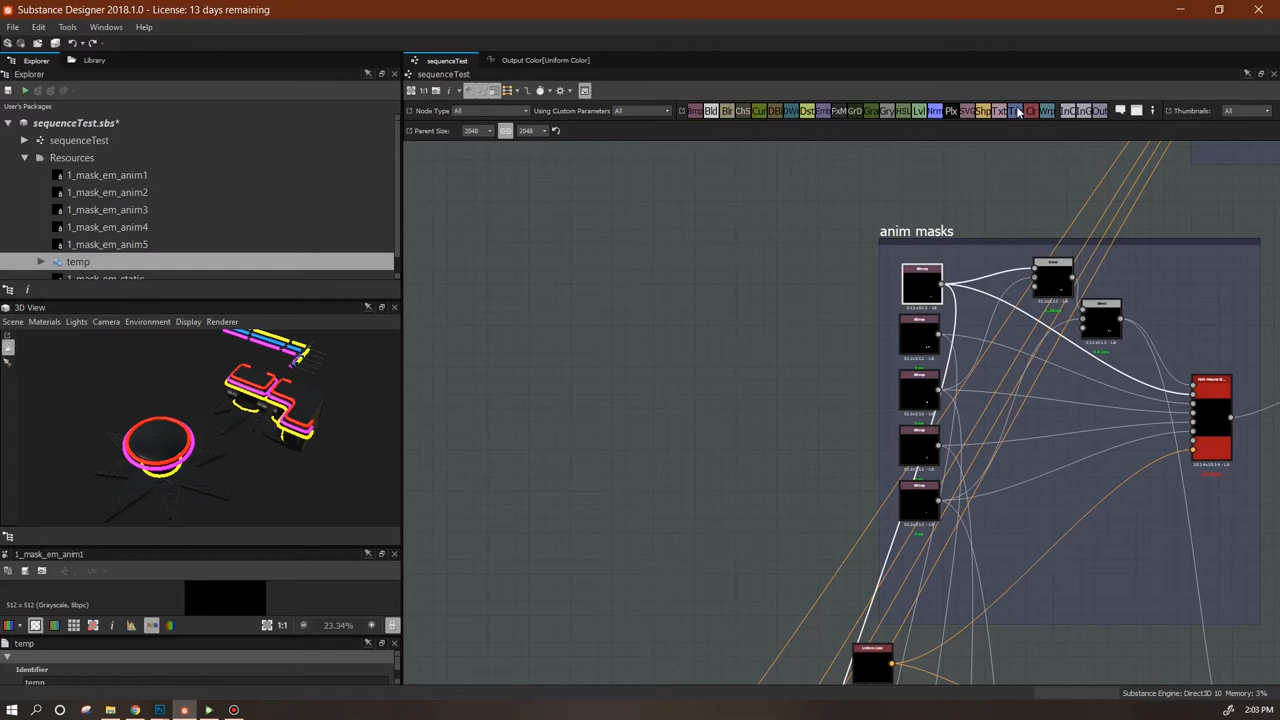 Substance Designer 2018.1.0 - License: 13 days remaining
File Edit Tools Windows Help
Explorer Library
sequenceTest Output Color[Uniform Color]
Explorer
sequenceTest
1:1
User's Packages
Node Type All Using Custom Parameters All
Thumbnails: All
sequenceTest.sbs*
Parent Size: 2048 2048
sequenceTest
Resources
1_mask_em_anim1
1_mask_em_anim2
1_mask_em_anim3
1_mask_em_anim4
1_mask_em_anim5
temp
1_mask_em_static
anim masks
3D View
Scene Materials Lights Camera Environment Display Renderer
1_mask_em_anim1
512 x 512 (Grayscale, 8bpc)
1:1 23.34%
temp
Identifier
temp
Substance Engine: Direct3D 10 Memory: 3%
2:03 PM